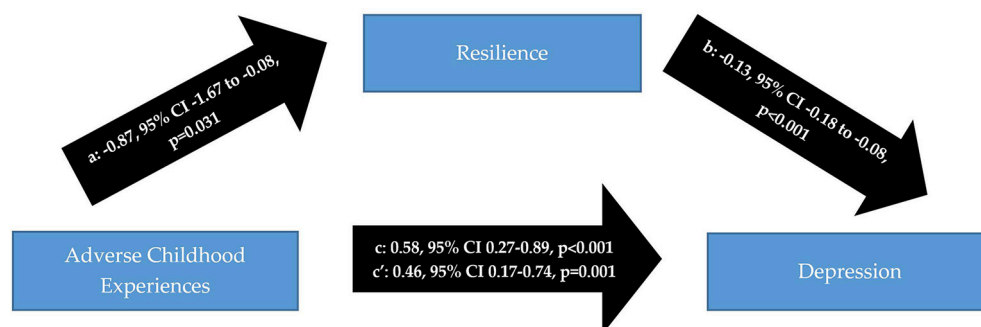 Resilience
a: -0.87, 95% CI -1.67 to -0.08,
p=0.031
b: -0.13, 95% CI -0.18 to -0.08,
p<0.001
Adverse Childhood
Experiences
c: 0.58, 95% CI 0.27-0.89, p<0.001
c′: 0.46, 95% CI 0.17-0.74, p=0.001
Depression